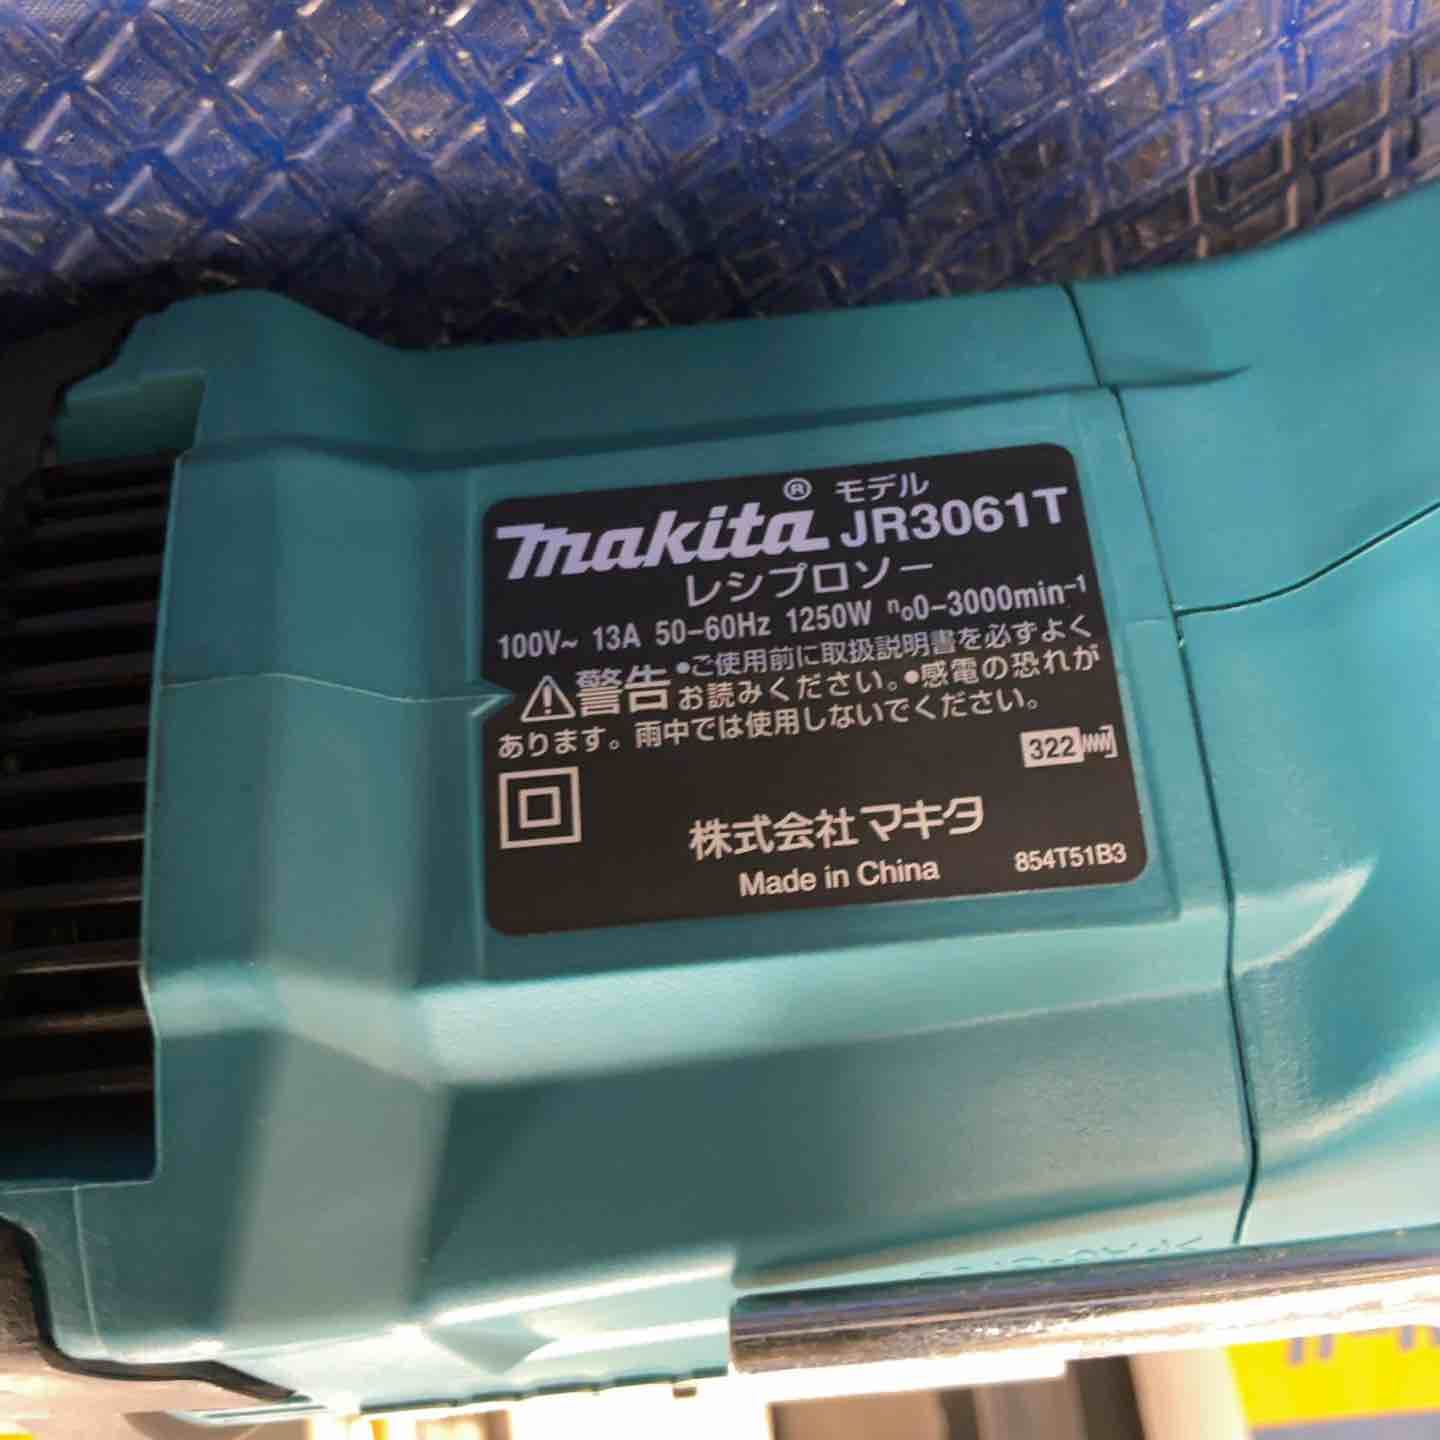 makita® モデル JR3061T
レシプロソー
100V~ 13A 50-60Hz 1250W n₀0-3000min⁻¹
⚠警告 •ご使用前に取扱説明書を必ずよく
お読みください。•感電の恐れが
あります。雨中では使用しないでください。
322
株式会社マキタ
Made in China
854T51B3